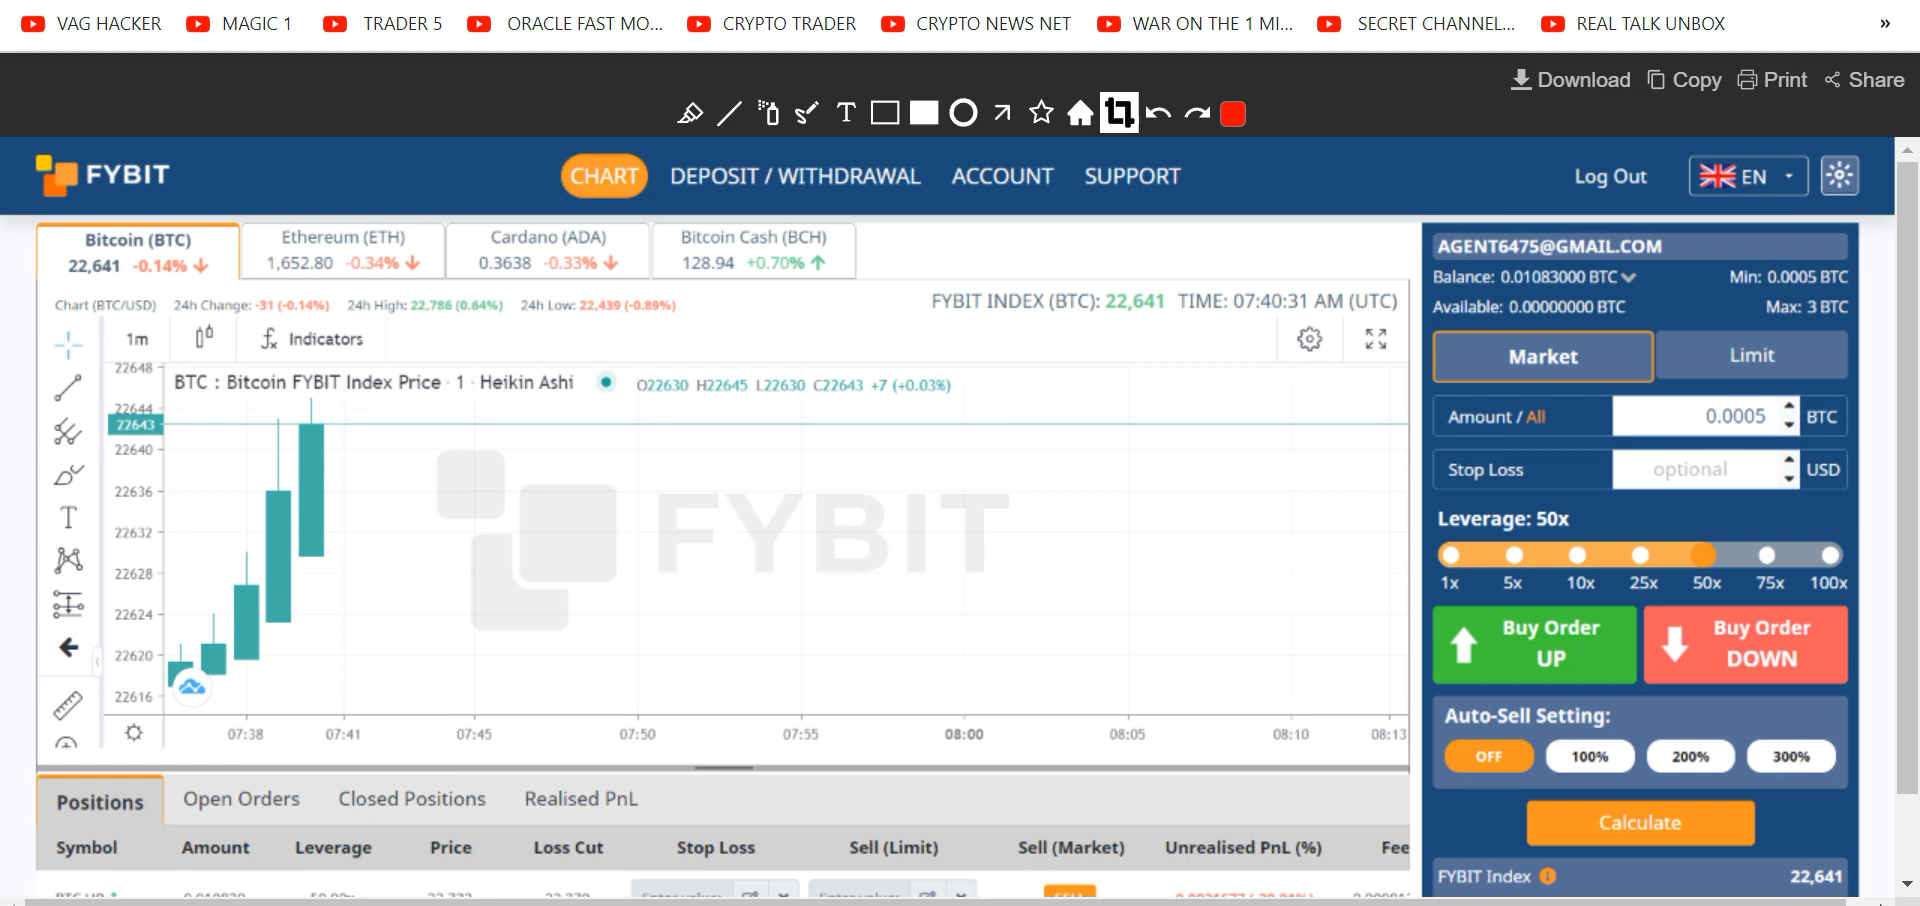 VAG HACKER MAGIC 1 TRADER 5 ORACLE FAST MO... CRYPTO TRADER CRYPTO NEWS NET WAR ON THE 1 MI... SECRET CHANNEL... REAL TALK UNBOX »
Download Copy Print Share
T
FYBIT CHART DEPOSIT / WITHDRAWAL ACCOUNT SUPPORT Log Out EN
Bitcoin (BTC) Ethereum (ETH) Cardano (ADA) Bitcoin Cash (BCH)
22,641 -0.14% 1,652.80 -0.34% 0.3638 -0.33% 128.94 +0.70%
Chart (BTC/USD) 24h Change: -31 (-0.14%) 24h High: 22,786 (0.64%) 24h Low: 22,439 (-0.89%) FYBIT INDEX (BTC): 22,641 TIME: 07:40:31 AM (UTC)
1m Indicators
BTC : Bitcoin FYBIT Index Price · 1 · Heikin Ashi O22630 H22645 L22630 C22643 +7 (+0.03%)
22648
22644
22643
22640
22636
22632
22628
22624
22620
22616
FYBIT
07:38 07:41 07:45 07:50 07:55 08:00 08:05 08:10 08:13
AGENT6475@GMAIL.COM
Balance: 0.01083000 BTC Min: 0.0005 BTC
Available: 0.00000000 BTC Max: 3 BTC
Market Limit
Amount / All 0.0005 BTC
Stop Loss optional USD
Leverage: 50x
1x 5x 10x 25x 50x 75x 100x
Buy Order UP
Buy Order DOWN
Auto-Sell Setting:
OFF 100% 200% 300%
Calculate
FYBIT Index 22,641
Positions Open Orders Closed Positions Realised PnL
Symbol Amount Leverage Price Loss Cut Stop Loss Sell (Limit) Sell (Market) Unrealised PnL (%) Fee